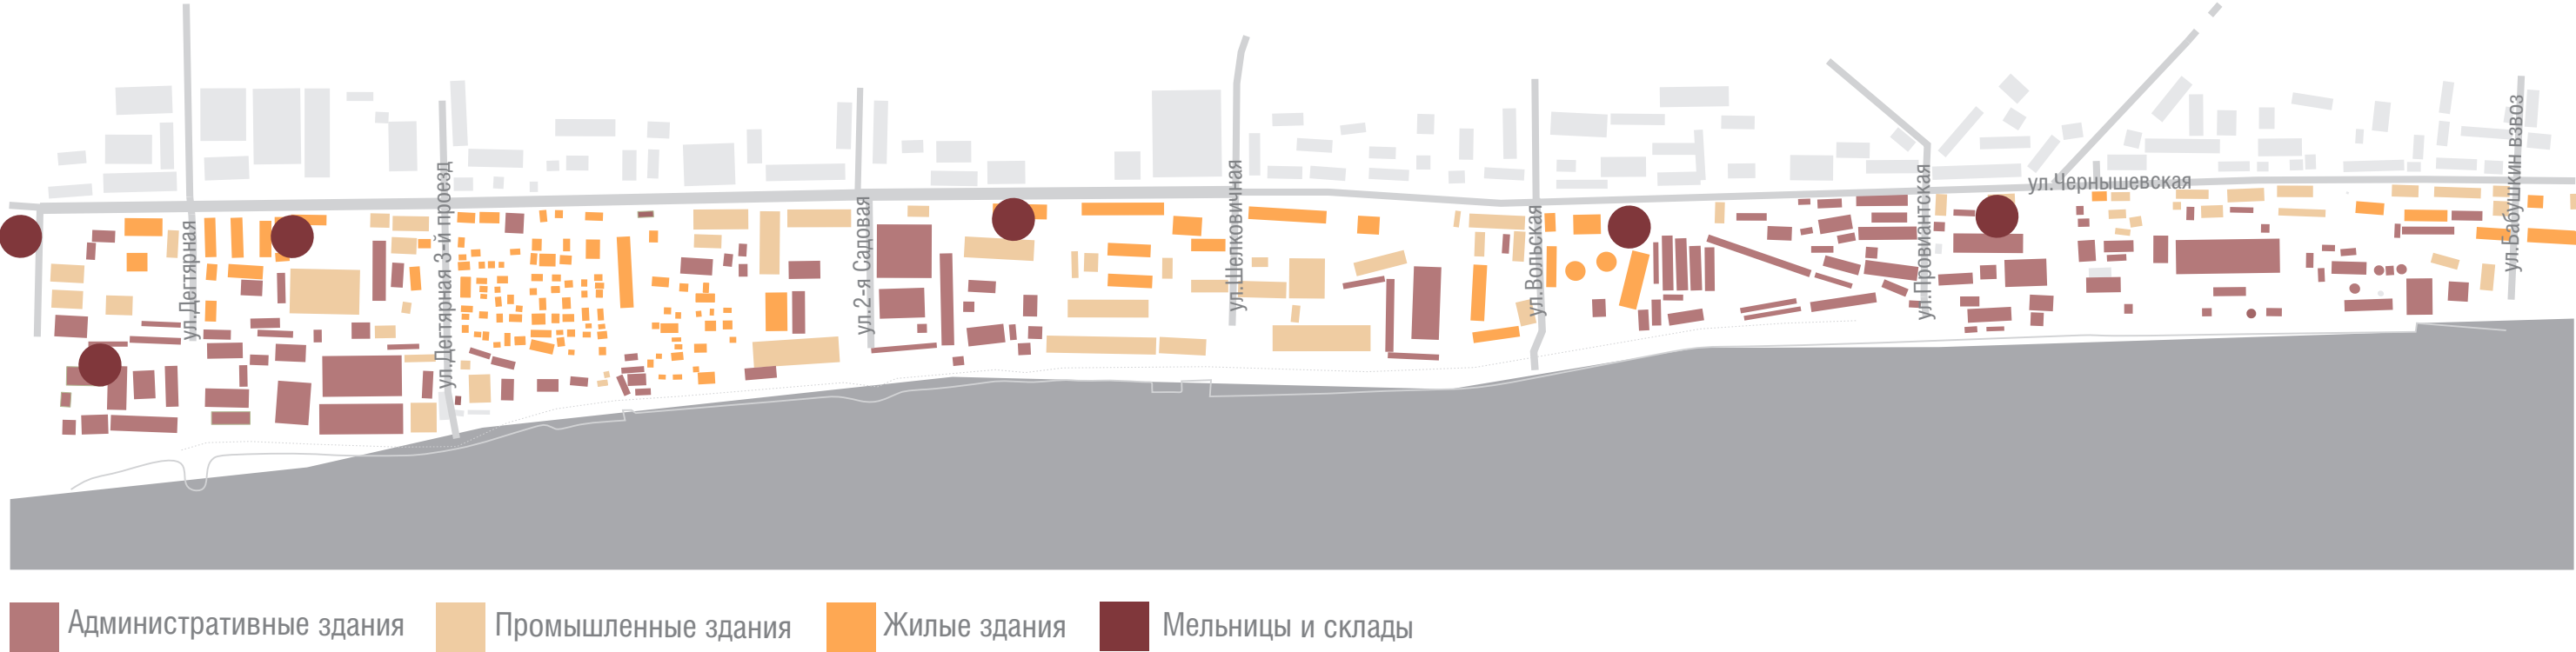 ул.Дегтярная
ул.Дегтярная 3-й проезд
ул.2-я Садовая
ул.Шелковичная
ул.Вольская
ул.Провиантская
ул.Чернышевская
ул.Бабушкин взвоз
Административные здания
Промышленные здания
Жилые здания
Мельницы и склады